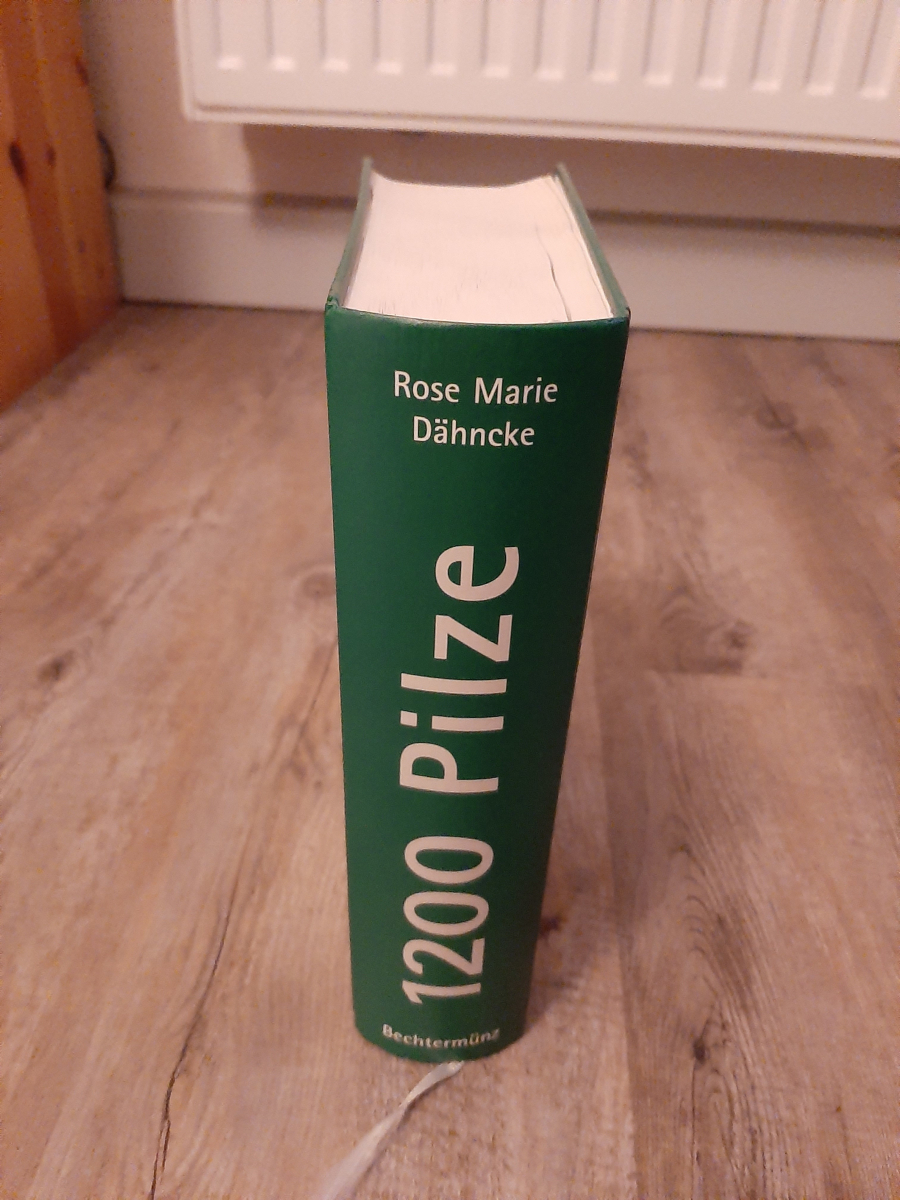 Rose Marie
Dähncke
1200 Pilze
Bechtermünz